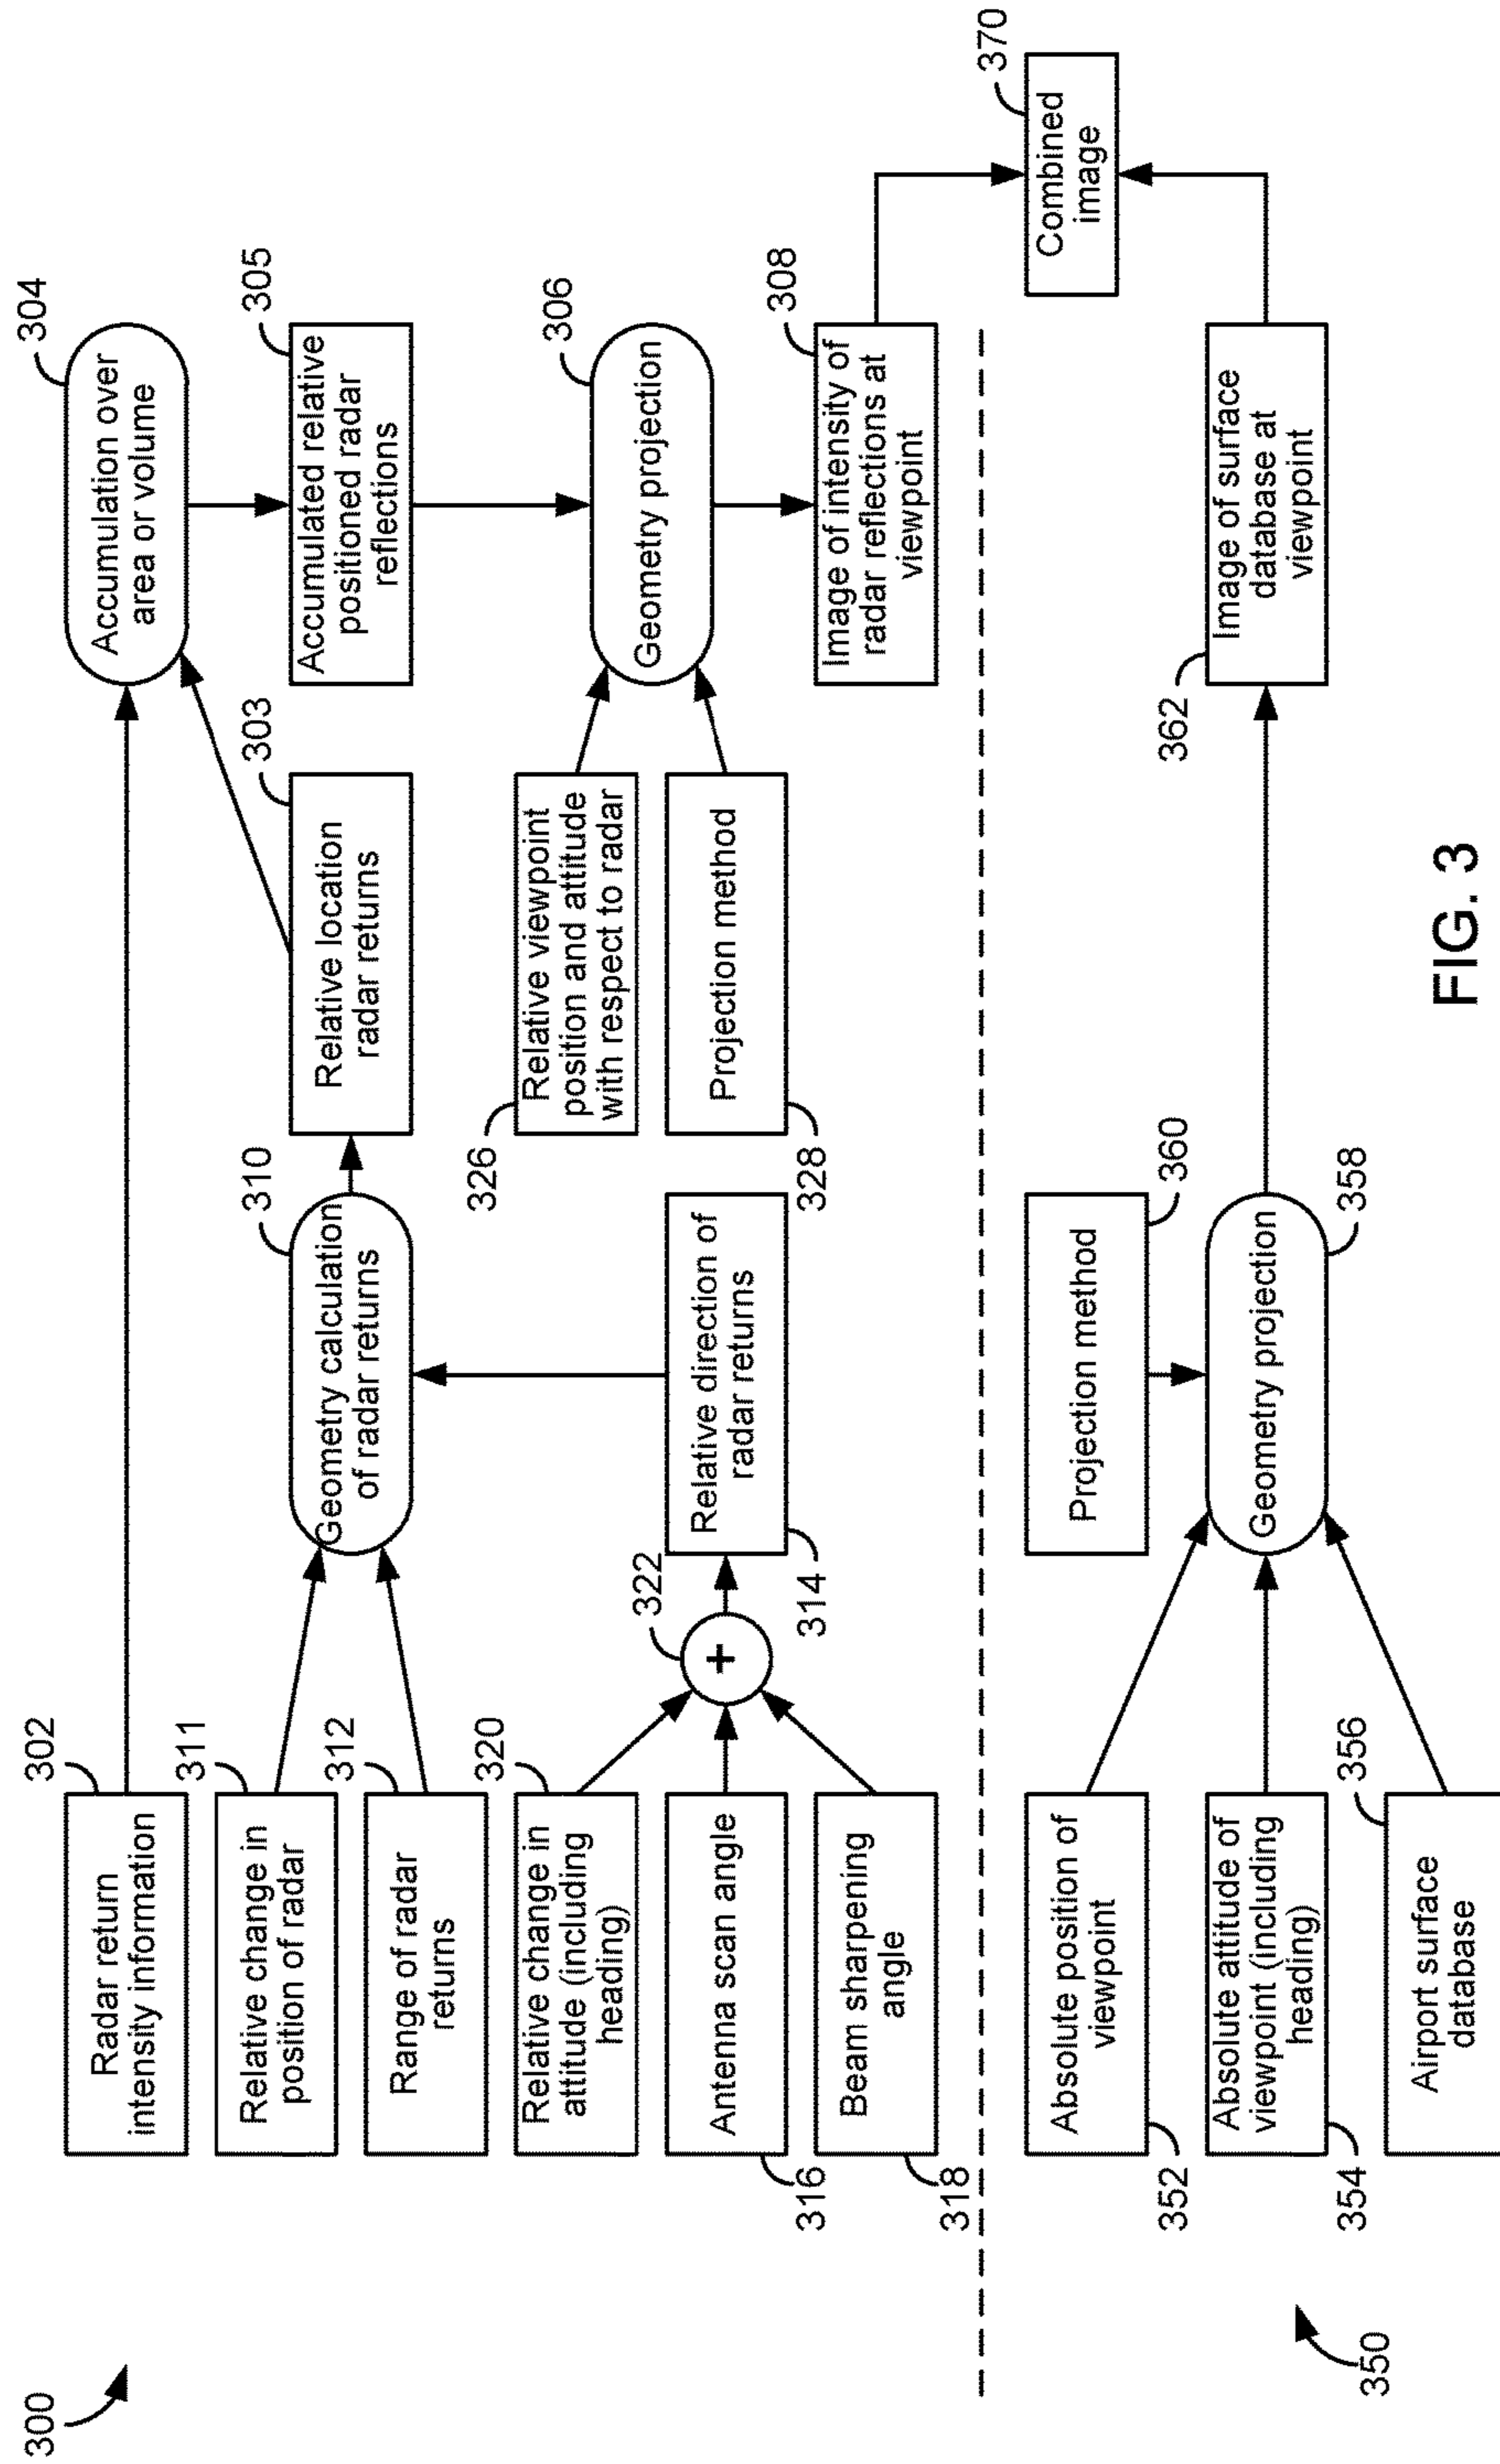 300
302
Radar return
intensity information
311
Relative change in
position of radar
312
Range of radar
returns
320
Relative change in
attitude (including
heading)
Antenna scan angle
316
Beam sharpening
angle
318
322
+
310
Geometry calculation
of radar returns
Relative direction of
radar returns
314
303
Relative location
radar returns
326
Relative viewpoint
position and attitude
with respect to radar
Projection method
328
304
Accumulation over
area or volume
305
Accumulated relative
positioned radar
reflections
306
Geometry projection
308
Image of intensity of
radar reflections at
viewpoint
370
Combined
image
350
Absolute position of
viewpoint
352
Absolute attitude of
viewpoint (including
heading)
354
356
Airport surface
database
360
Projection method
Geometry projection
358
362
Image of surface
database at
viewpoint
FIG. 3